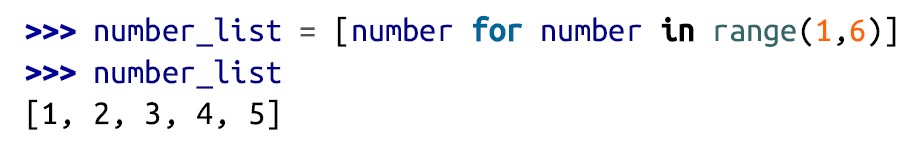 >>> number_list = [number for number in range(1,6)]
>>> number_list
[1, 2, 3, 4, 5]